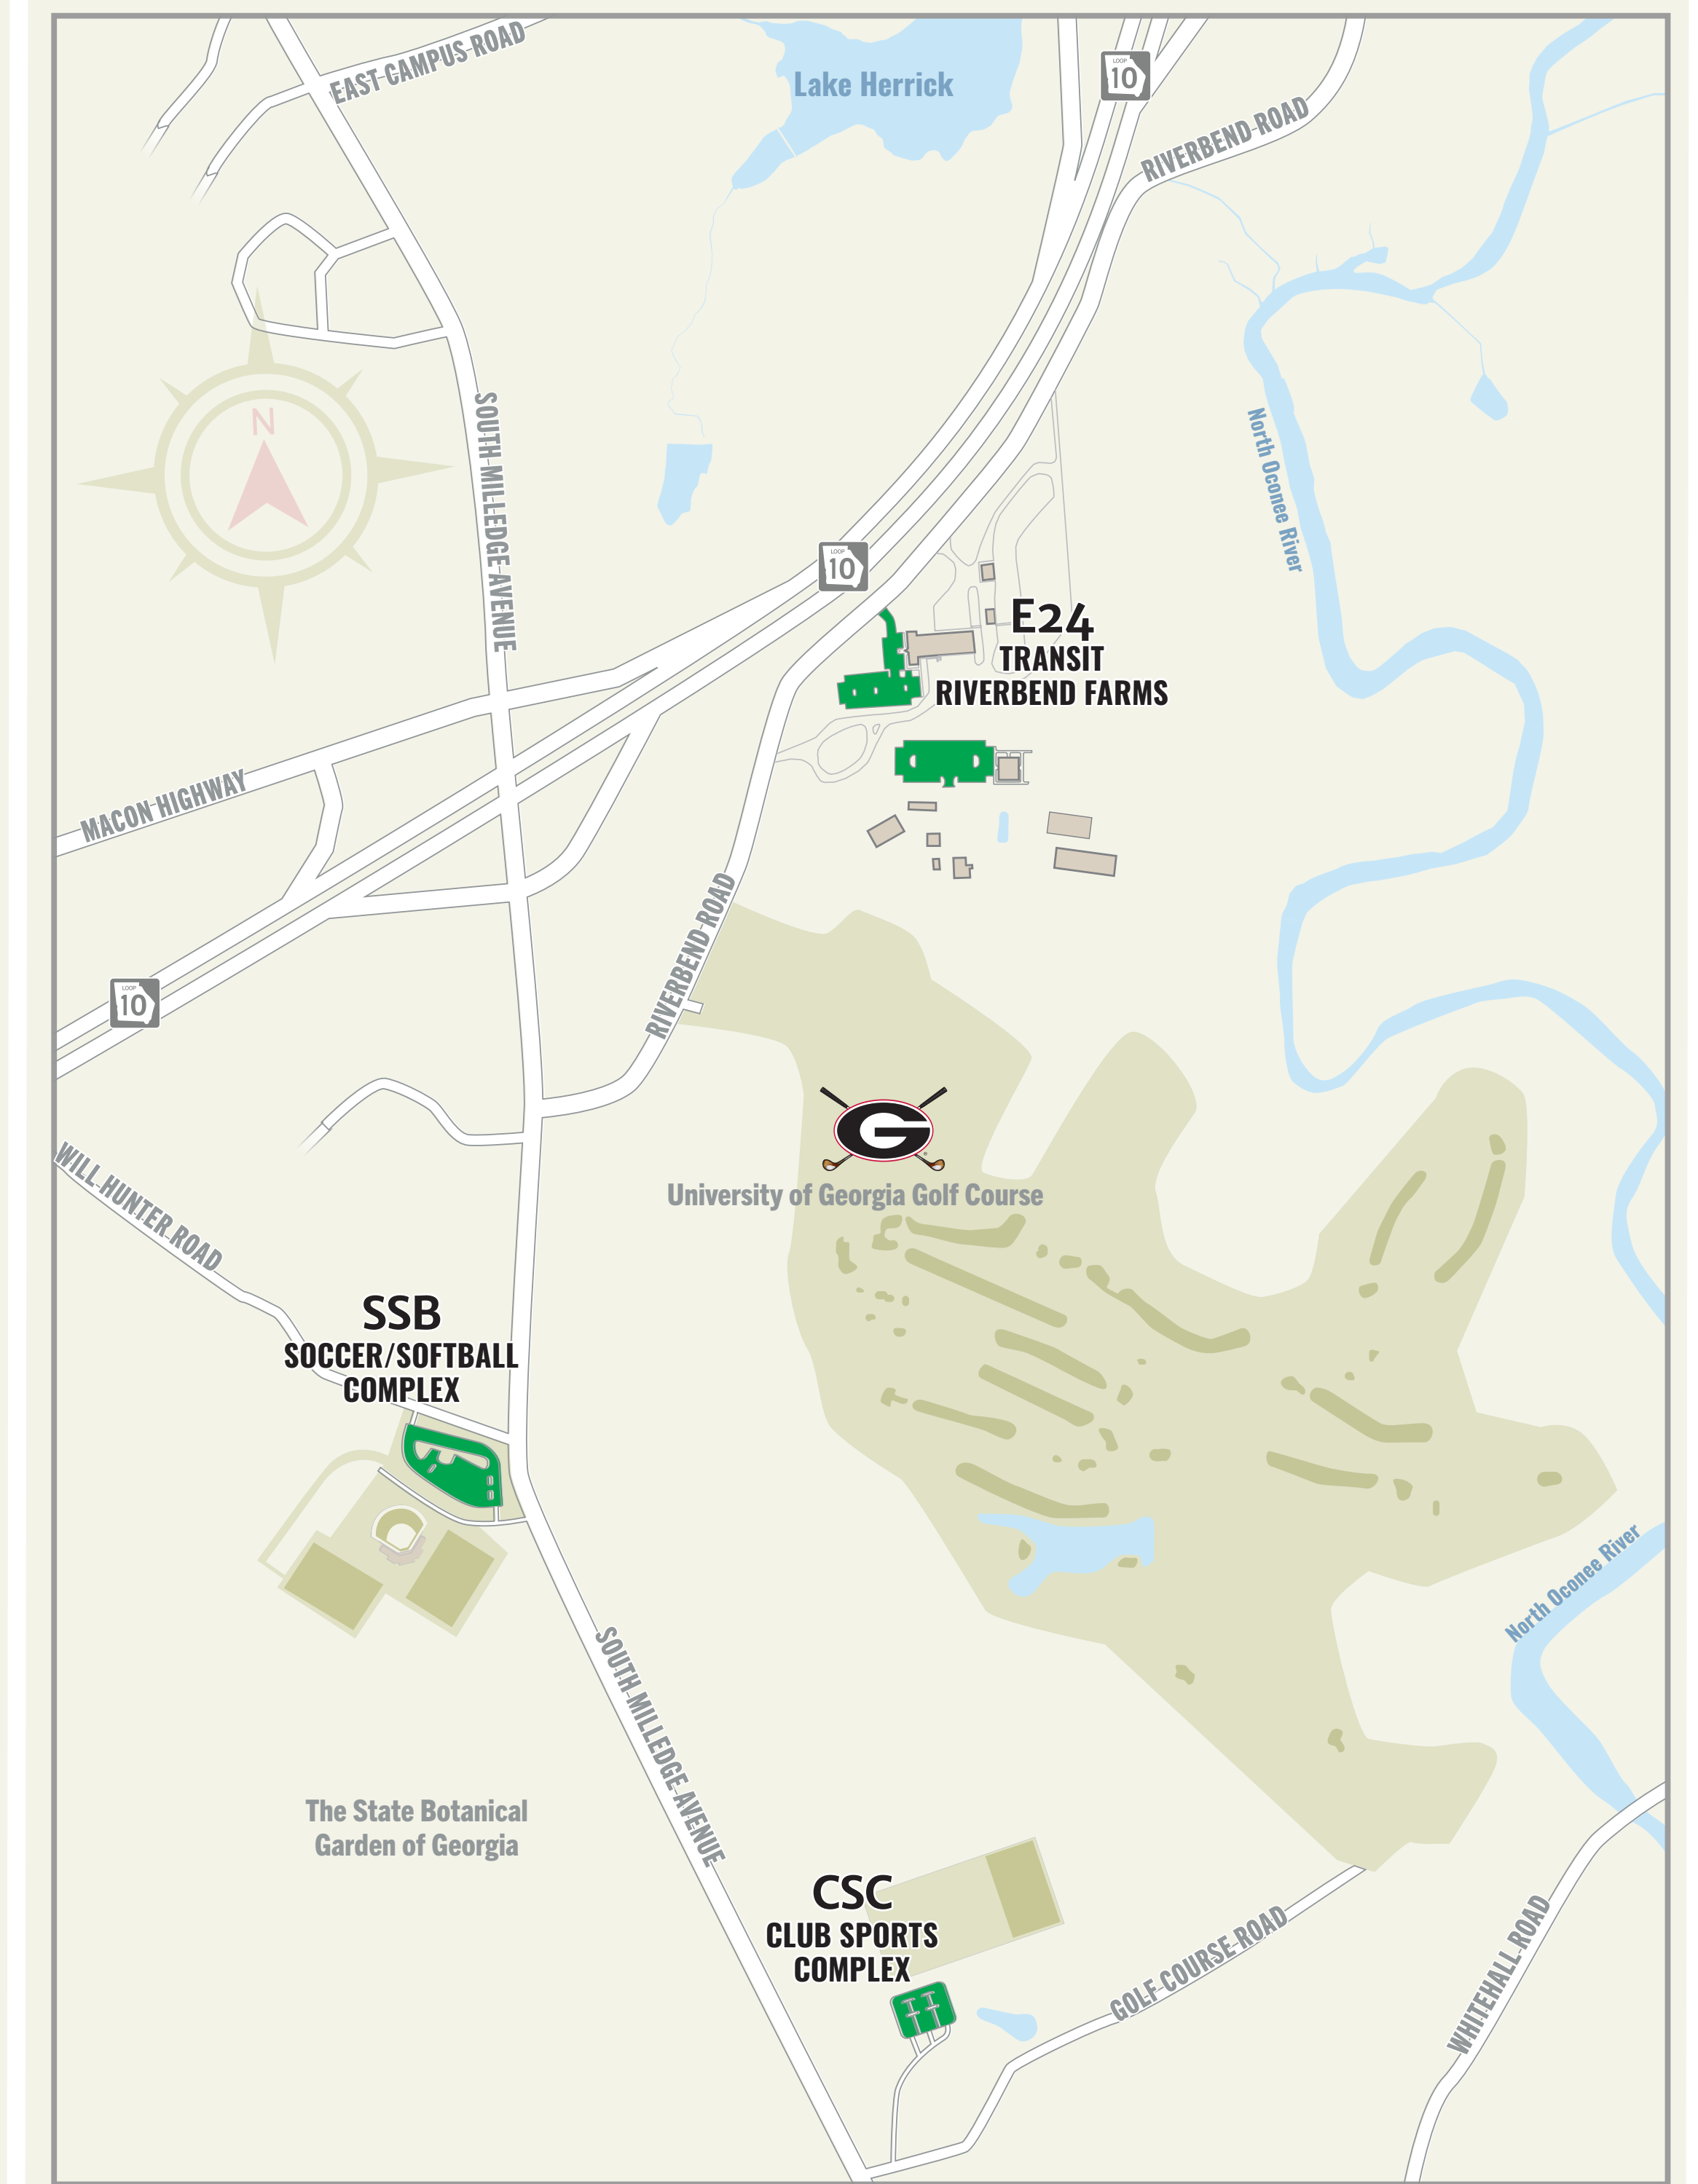 EAST CAMPUS ROAD
Lake Herrick
LOOP
10
RIVERBEND ROAD
N
SOUTH MILLEDGE AVENUE
North Oconee River
LOOP
10
E24
TRANSIT
RIVERBEND FARMS
MACON HIGHWAY
RIVERBEND ROAD
LOOP
10
G
WILL HUNTER ROAD
University of Georgia Golf Course
SSB
SOCCER/SOFTBALL
COMPLEX
North Oconee River
SOUTH MILLEDGE AVENUE
The State Botanical
Garden of Georgia
CSC
CLUB SPORTS
COMPLEX
GOLF COURSE ROAD
WHITEHALL ROAD